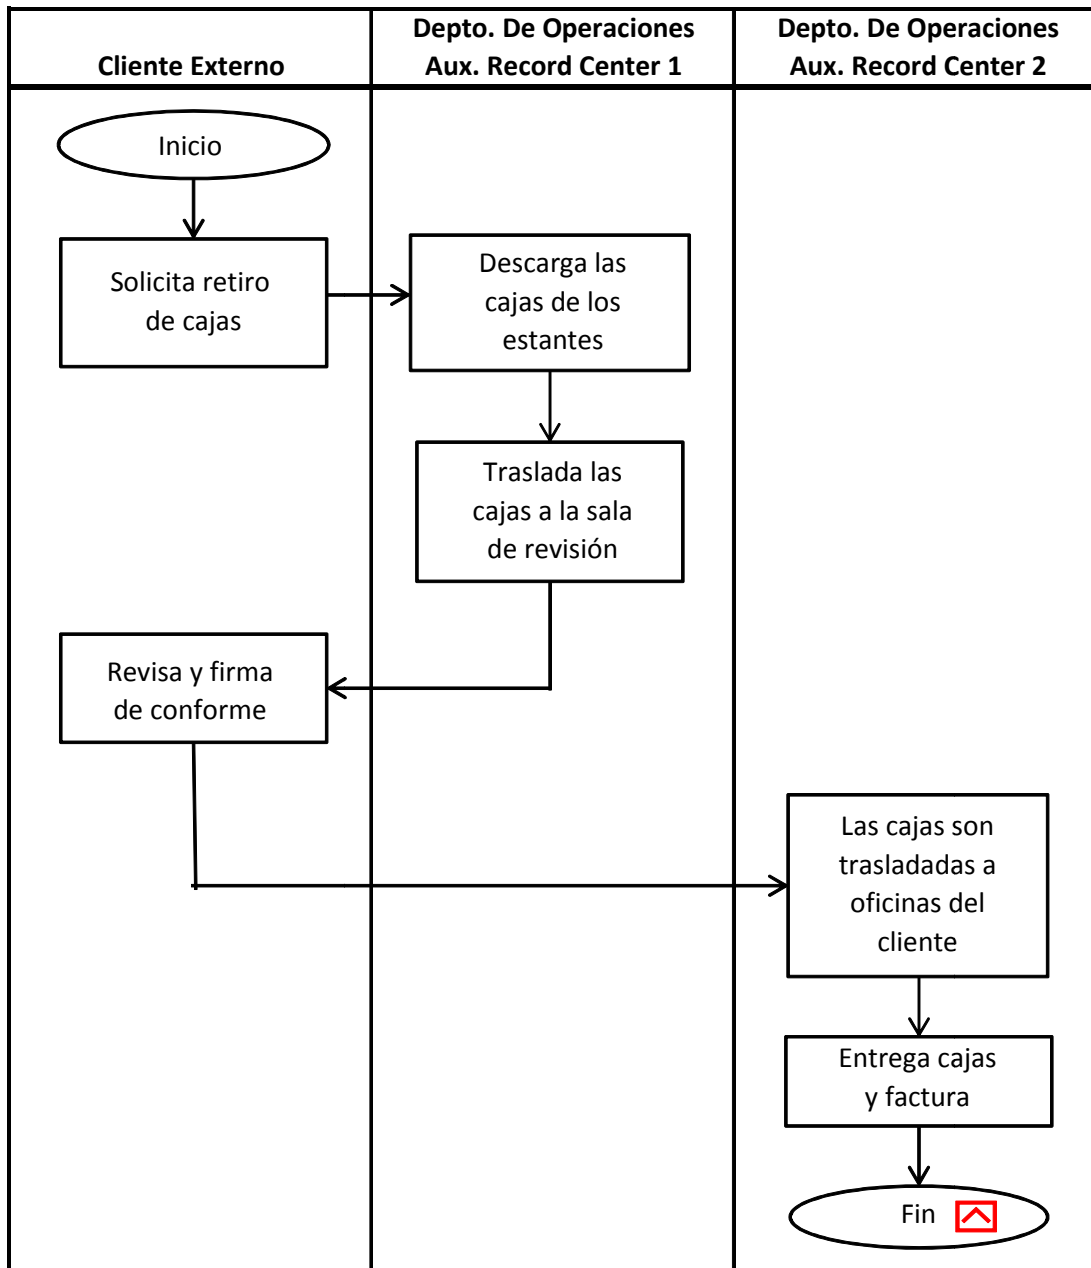 Cliente Externo
Depto. De Operaciones
Aux. Record Center 1
Depto. De Operaciones
Aux. Record Center 2
Inicio
Solicita retiro
de cajas
Descarga las
cajas de los
estantes
Traslada las
cajas a la sala
de revisión
Revisa y firma
de conforme
Las cajas son
trasladadas a
oficinas del
cliente
Entrega cajas
y factura
Fin